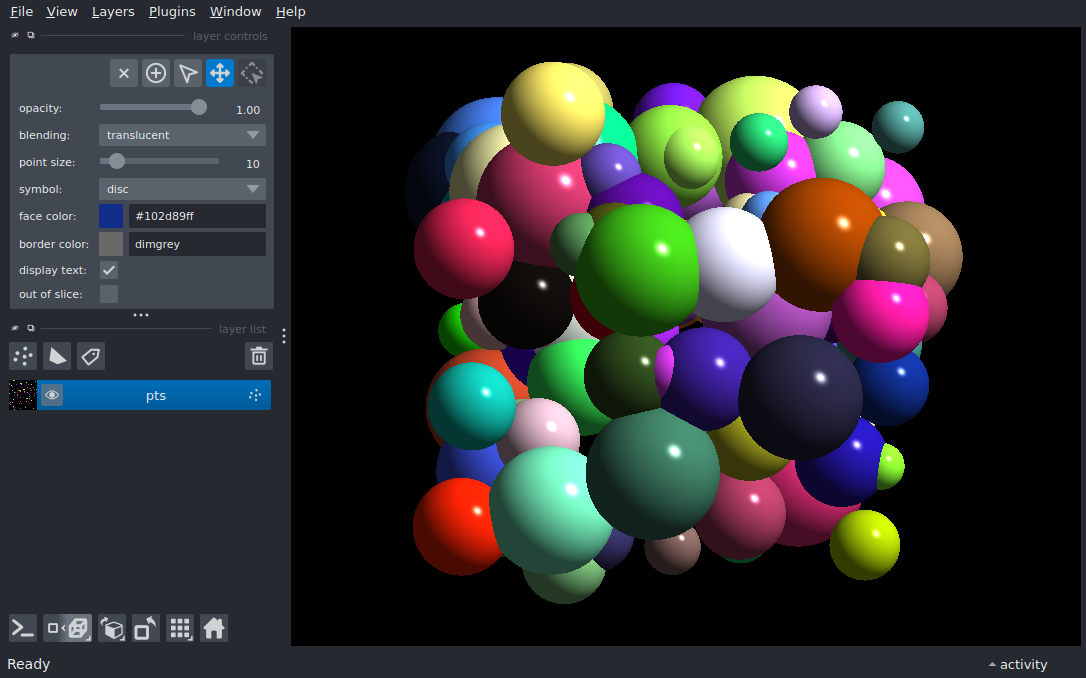 File View Layers Plugins Window Help
layer controls
opacity: 1.00
blending: translucent
point size: 10
symbol: disc
face color: #102d89ff
border color: dimgrey
display text:
out of slice:
layer list
pts
Ready activity